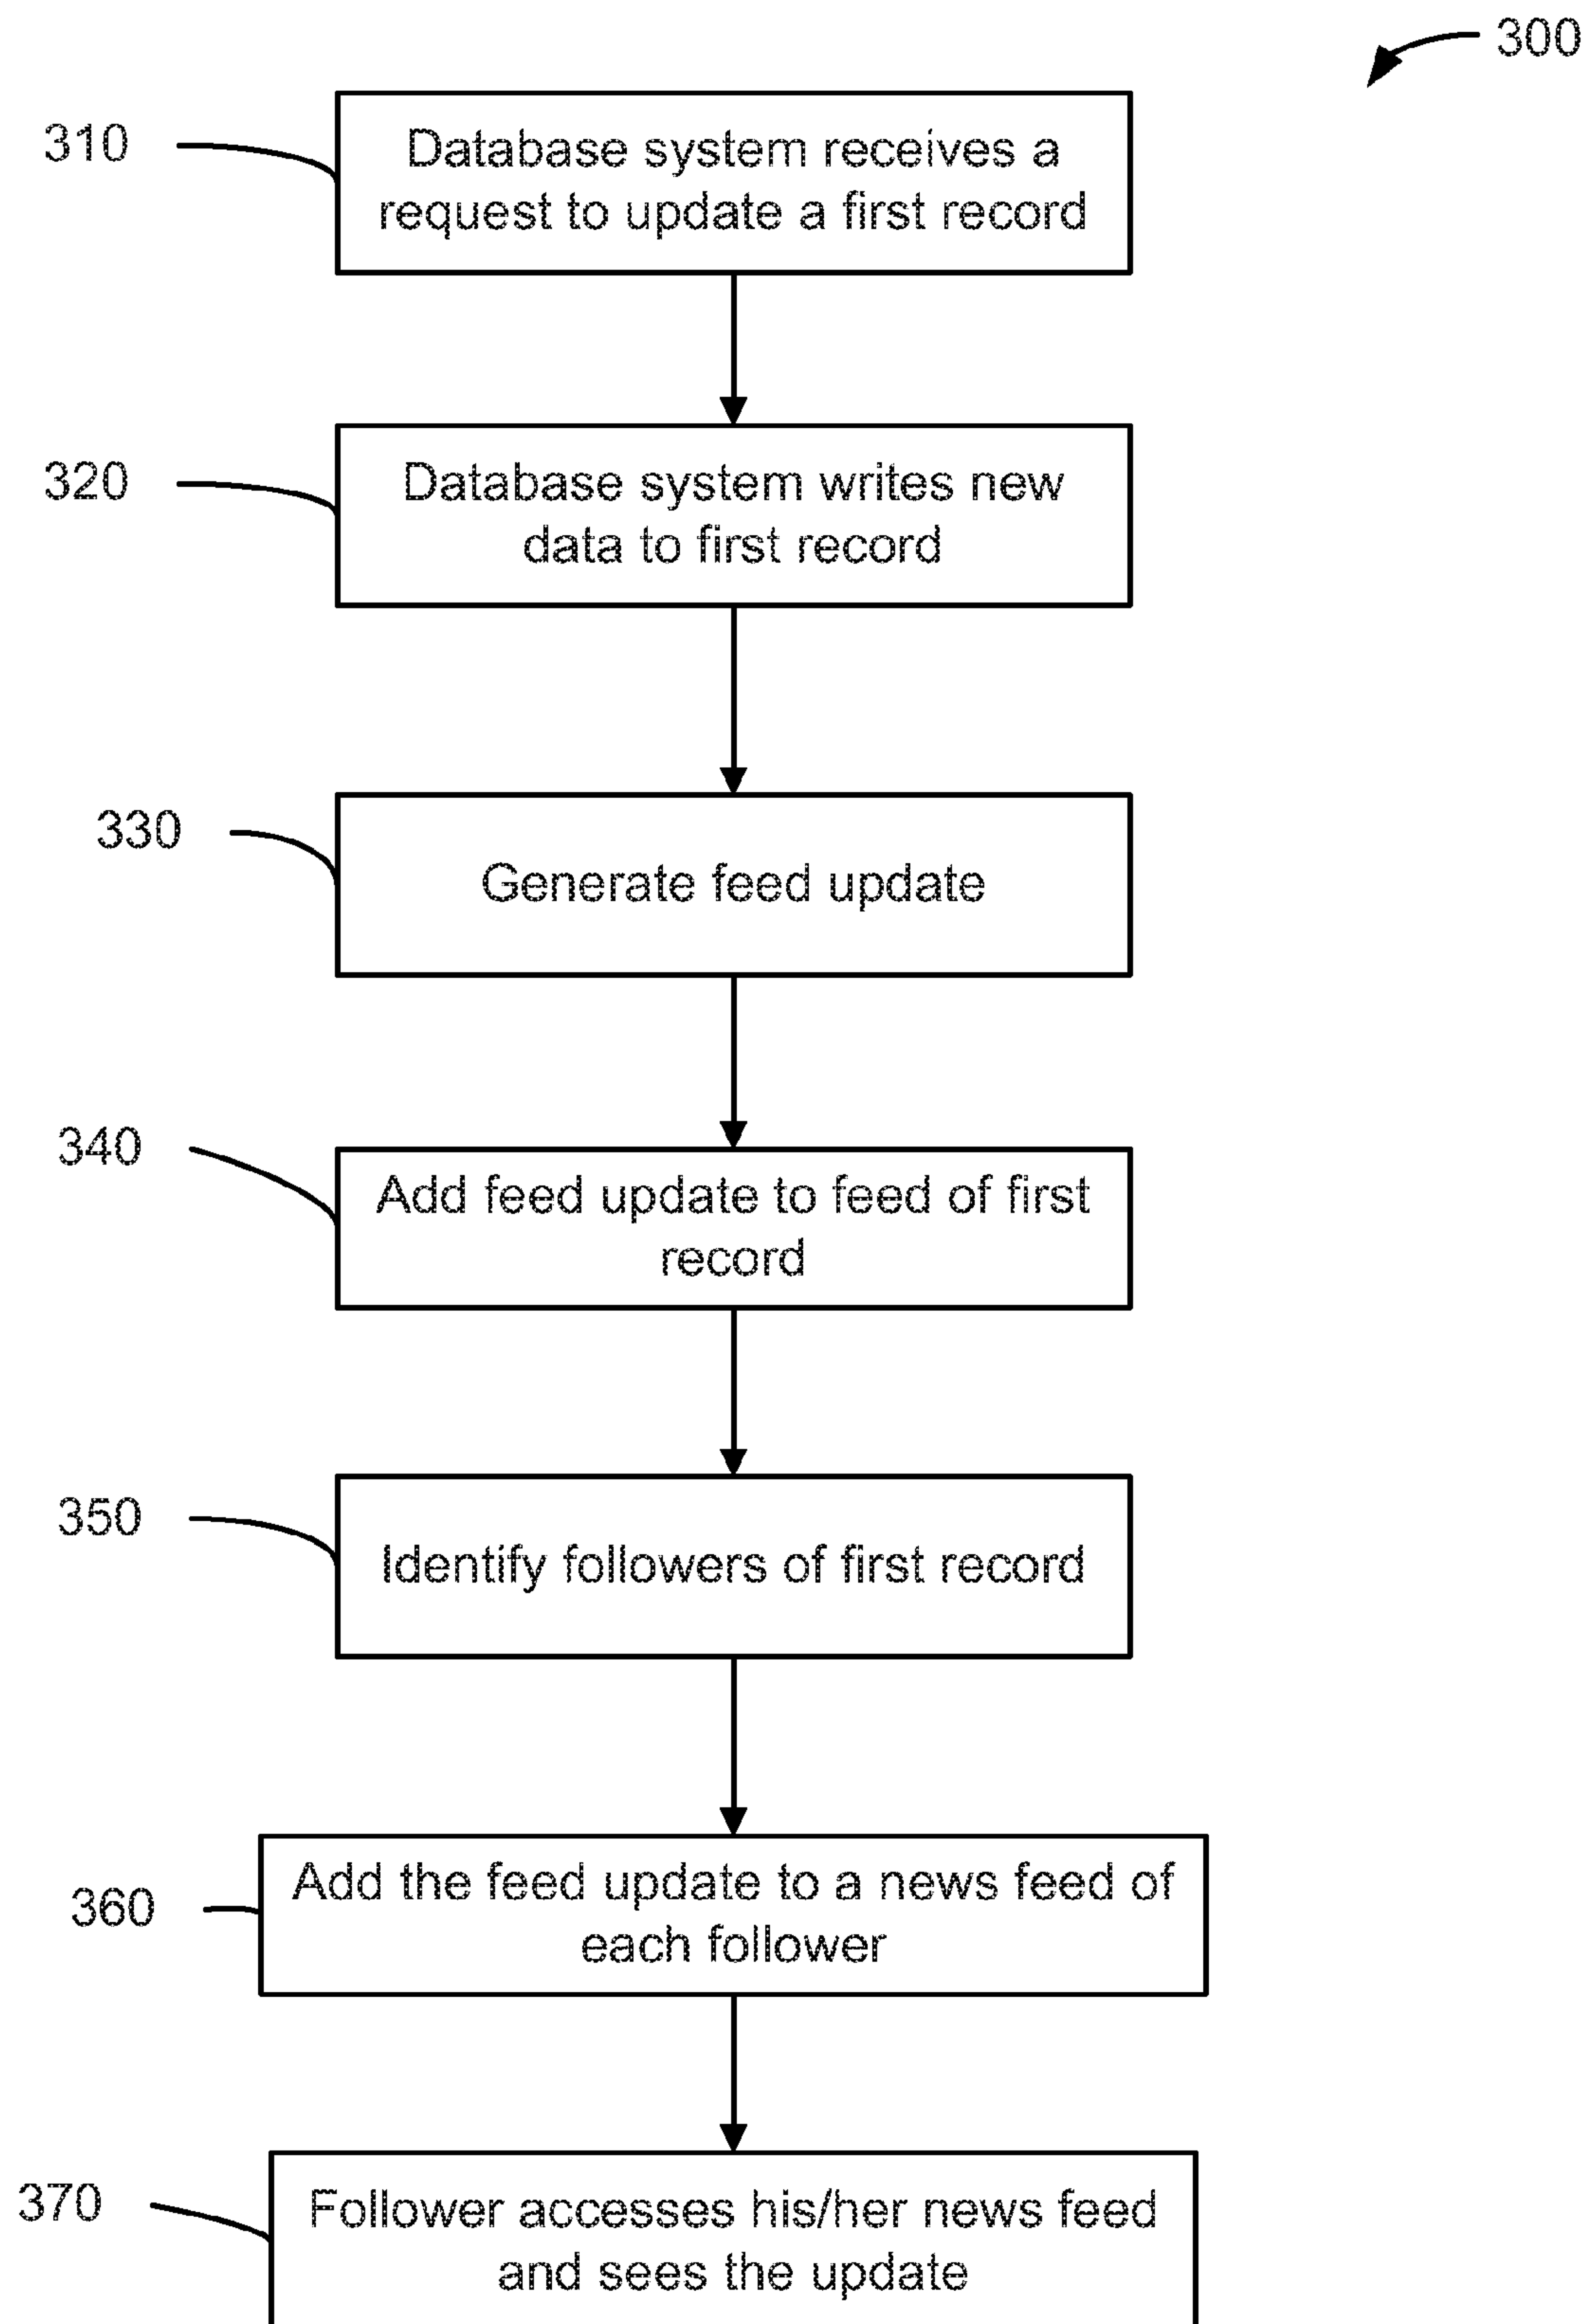 300
310
Database system receives a
request to update a first record
320
Database system writes new
data to first record
330
Generate feed update
340
Add feed update to feed of first
record
350
Identify followers of first record
360
Add the feed update to a news feed of
each follower
370
Follower accesses his/her news feed
and sees the update